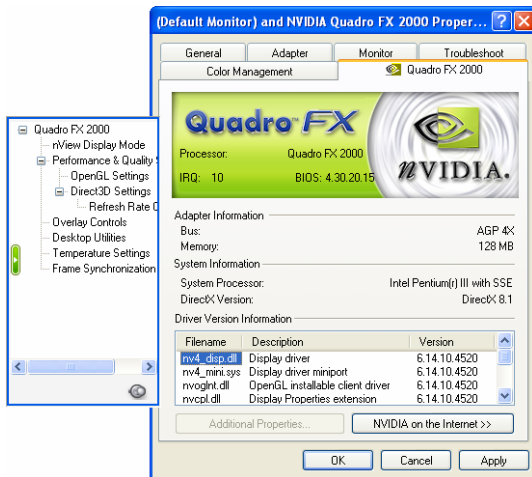 (Default Monitor) and NVIDIA Quadro FX 2000 Proper...
General Adapter Monitor Troubleshoot
Color Management Quadro FX 2000
Quadro FX
Processor: Quadro FX 2000
IRQ: 10 BIOS: 4.30.20.15
nVIDIA.
Quadro FX 2000
nView Display Mode
Performance & Quality
OpenGL Settings
Direct3D Settings
Refresh Rate
Overlay Controls
Desktop Utilities
Temperature Settings
Frame Synchronization
Adapter Information
Bus: AGP 4X
Memory: 128 MB
System Information
System Processor: Intel Pentium(r) III with SSE
DirectX Version: DirectX 8.1
Driver Version Information
Filename Description Version
nv4_disp.dll Display driver 6.14.10.4520
nv4_mini.sys Display driver miniport 6.14.10.4520
nvoglnt.dll OpenGL installable client driver 6.14.10.4520
nvcpl.dll Display Properties extension 6.14.10.4520
Additional Properties... NVIDIA on the Internet >>
OK Cancel Apply